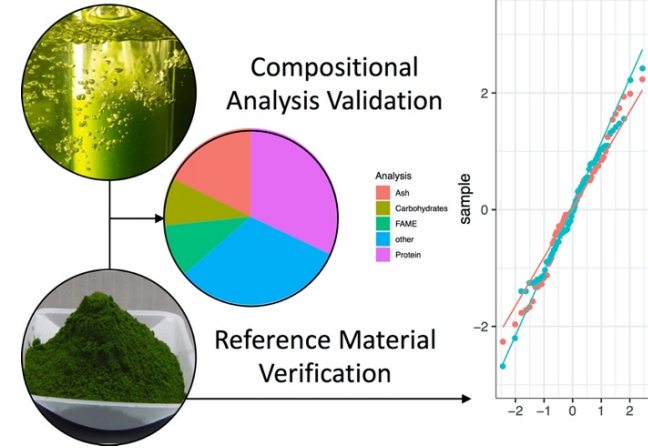 Compositional
Analysis Validation
Analysis
Ash
Carbohydrates
FAME
other
Protein
Reference Material
Verification
sample
2
0
−2
−2
−1
0
1
2